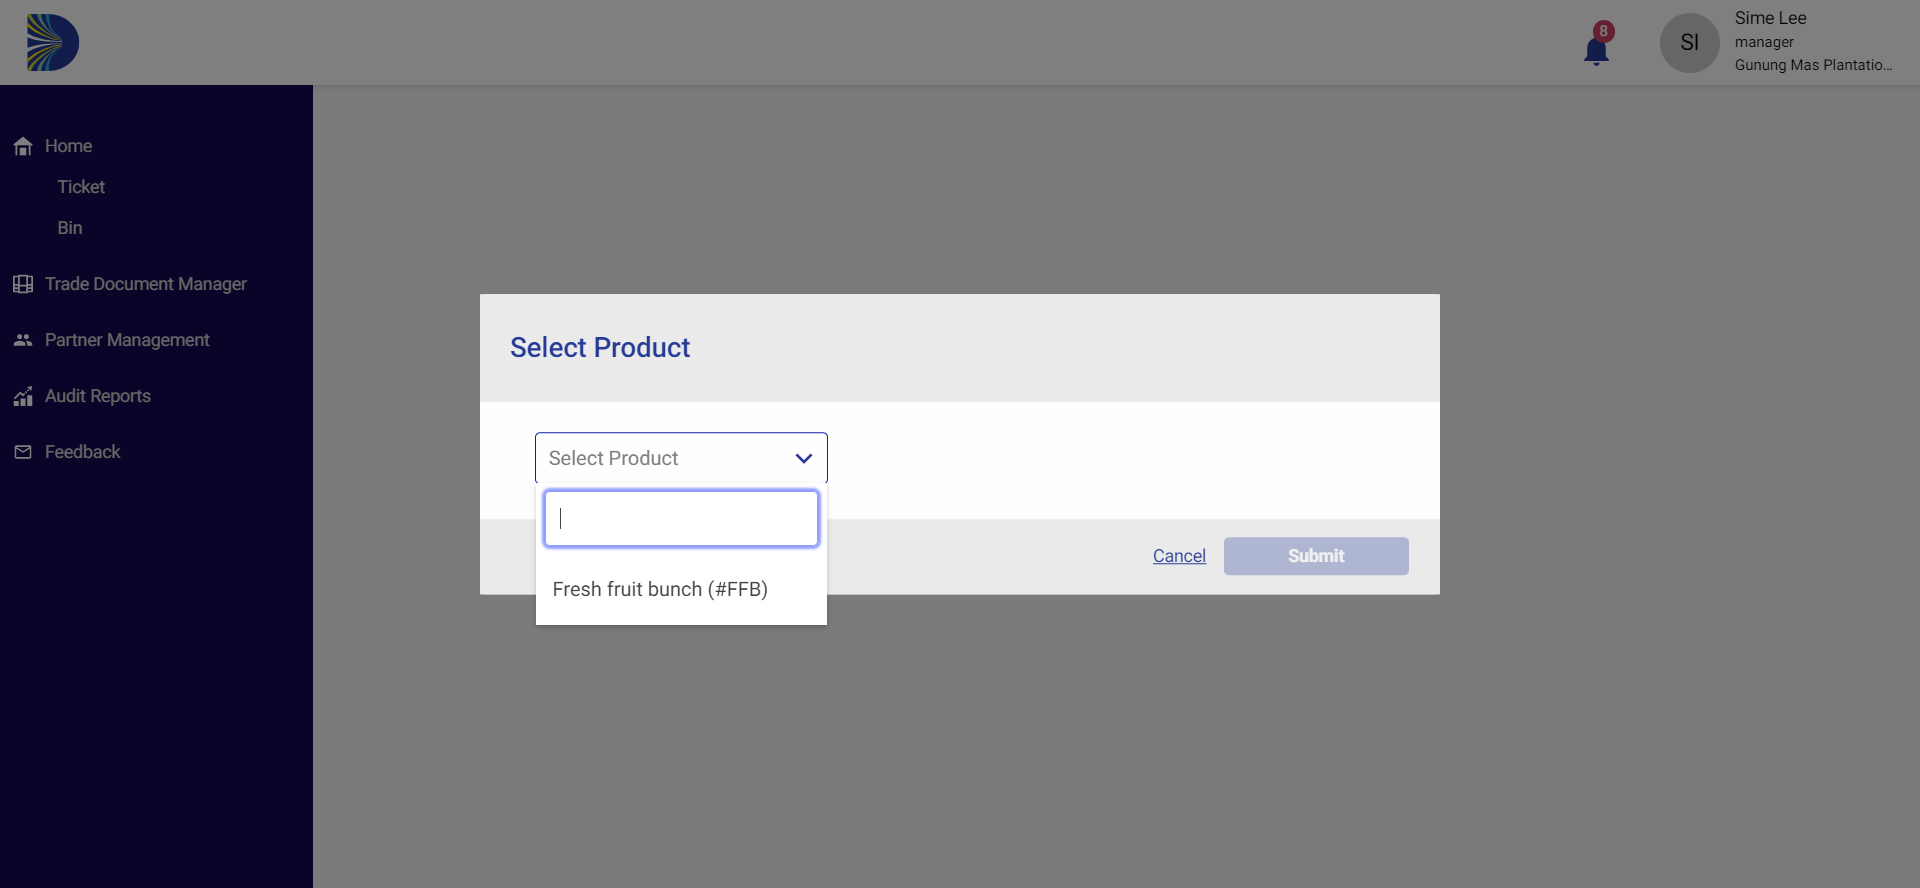 8
SI
Sime Lee
manager
Gunung Mas Plantatio...
Home
Ticket
Bin
Trade Document Manager
Partner Management
Audit Reports
Feedback
Select Product
Select Product
Fresh fruit bunch (#FFB)
Cancel
Submit